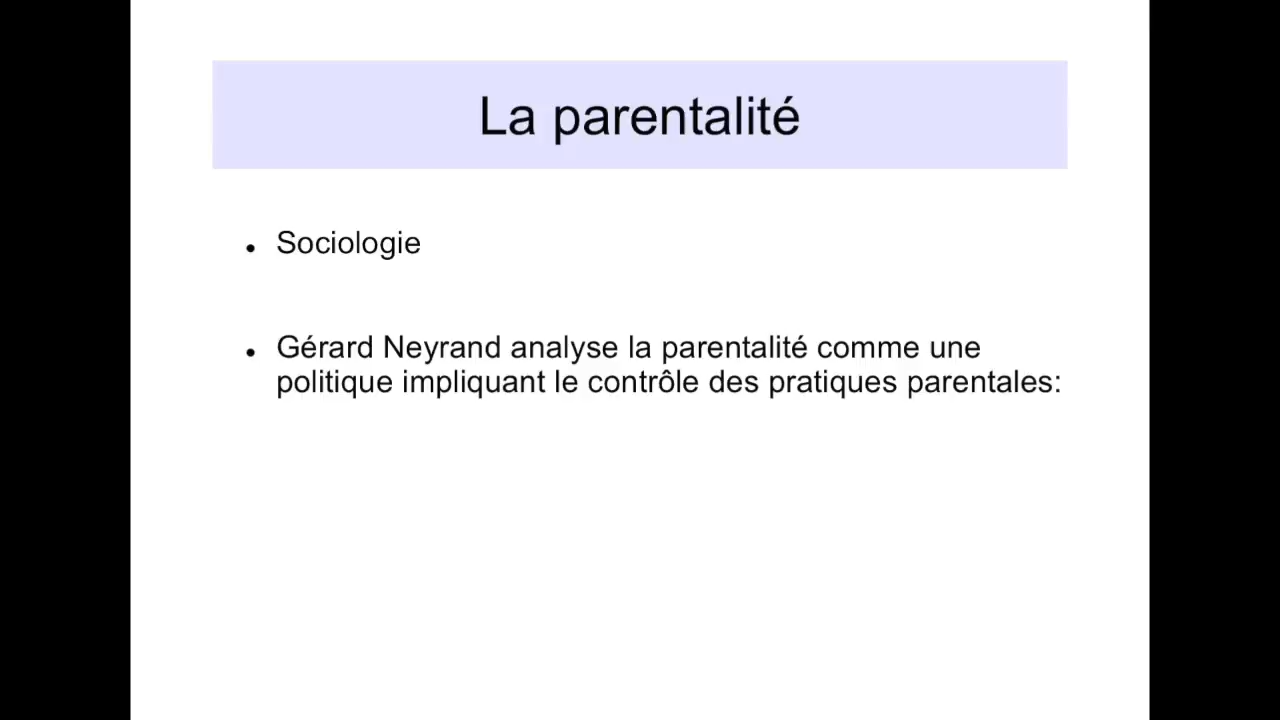 La parentalité
Sociologie
Gérard Neyrand analyse la parentalité comme une
politique impliquant le contrôle des pratiques parentales: